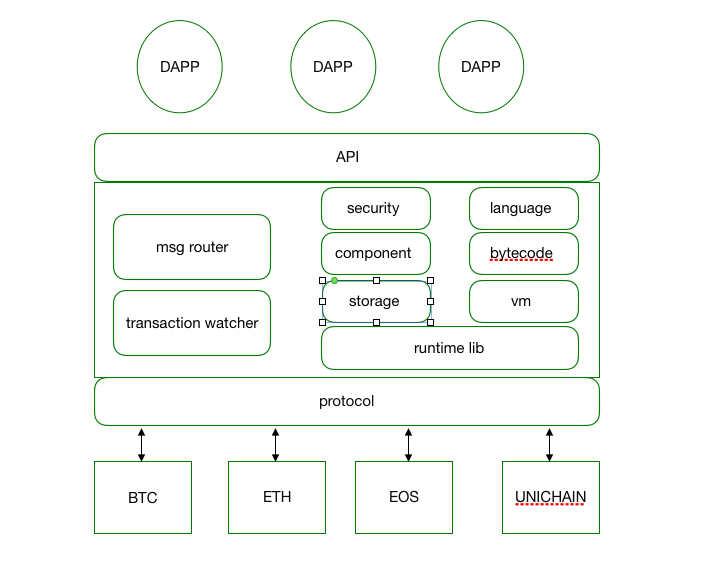 DAPP
DAPP
DAPP
API
security
language
msg router
component
bytecode
storage
vm
transaction watcher
runtime lib
protocol
BTC
ETH
EOS
UNICHAIN